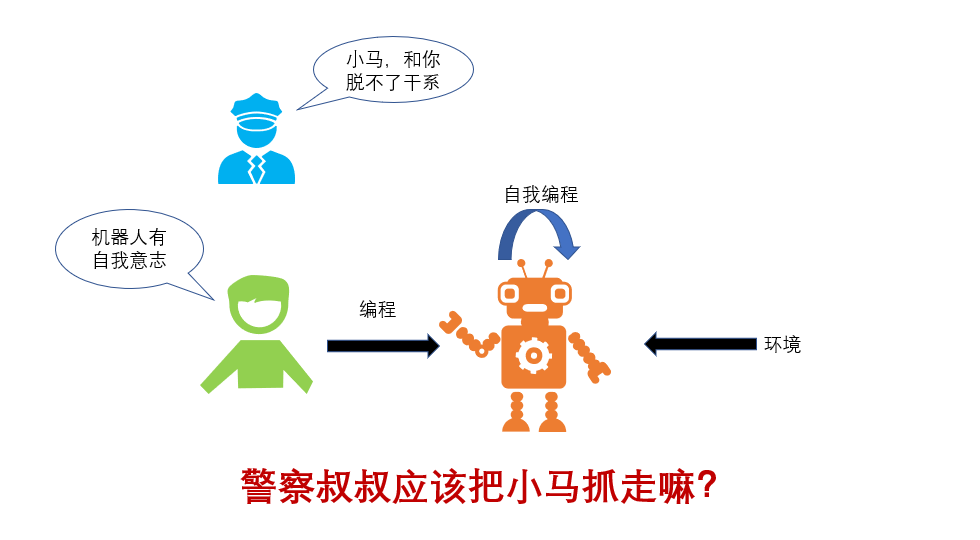 小马，和你
脱不了干系
自我编程
机器人有
自我意志
编程
环境
警察叔叔应该把小马抓走嘛?